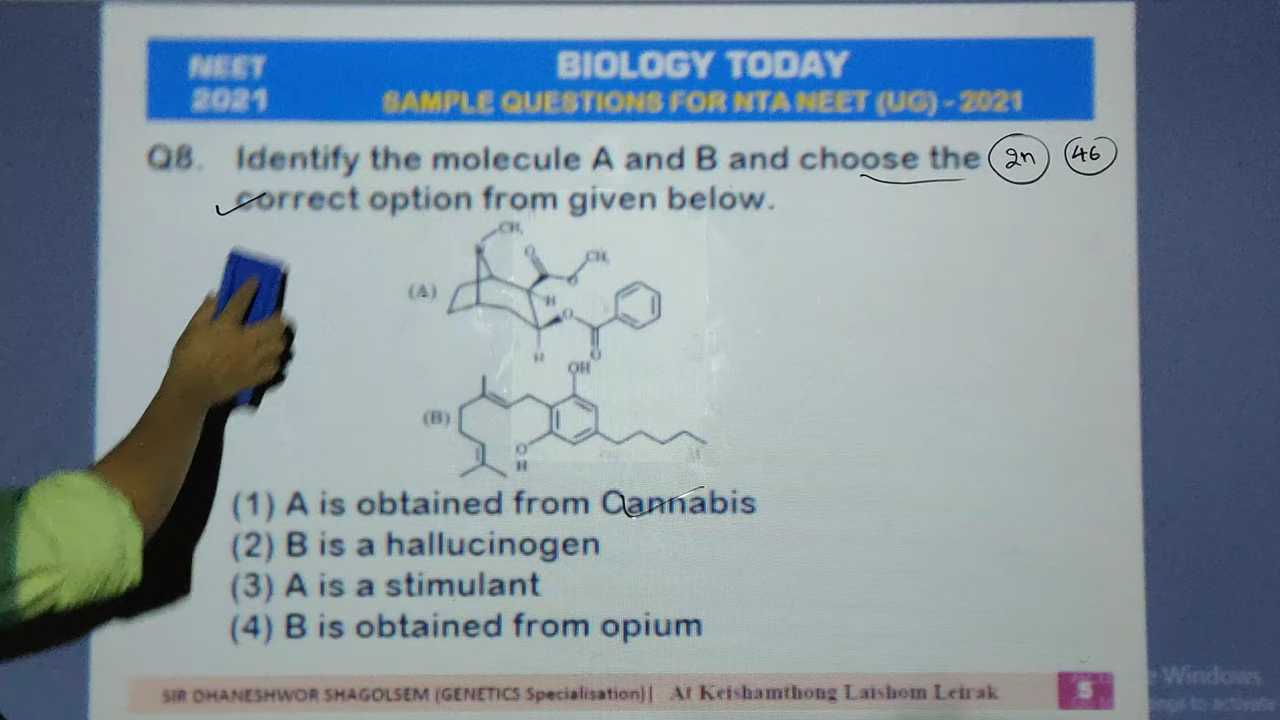 NEET
2021
BIOLOGY TODAY
SAMPLE QUESTIONS FOR NTA NEET (UG) - 2021
Q8. Identify the molecule A and B and choose the 2n 46
correct option from given below.
CH₃
O
CH₃
(A)
O
H
O
O
H
OH
(B)
O
H
(1) A is obtained from Cannabis
(2) B is a hallucinogen
(3) A is a stimulant
(4) B is obtained from opium
SIR DHANESHWOR SHAGOLSEM (GENETICS Specialisation)|| At Keishamthong Laishom Leirak
5
Windows